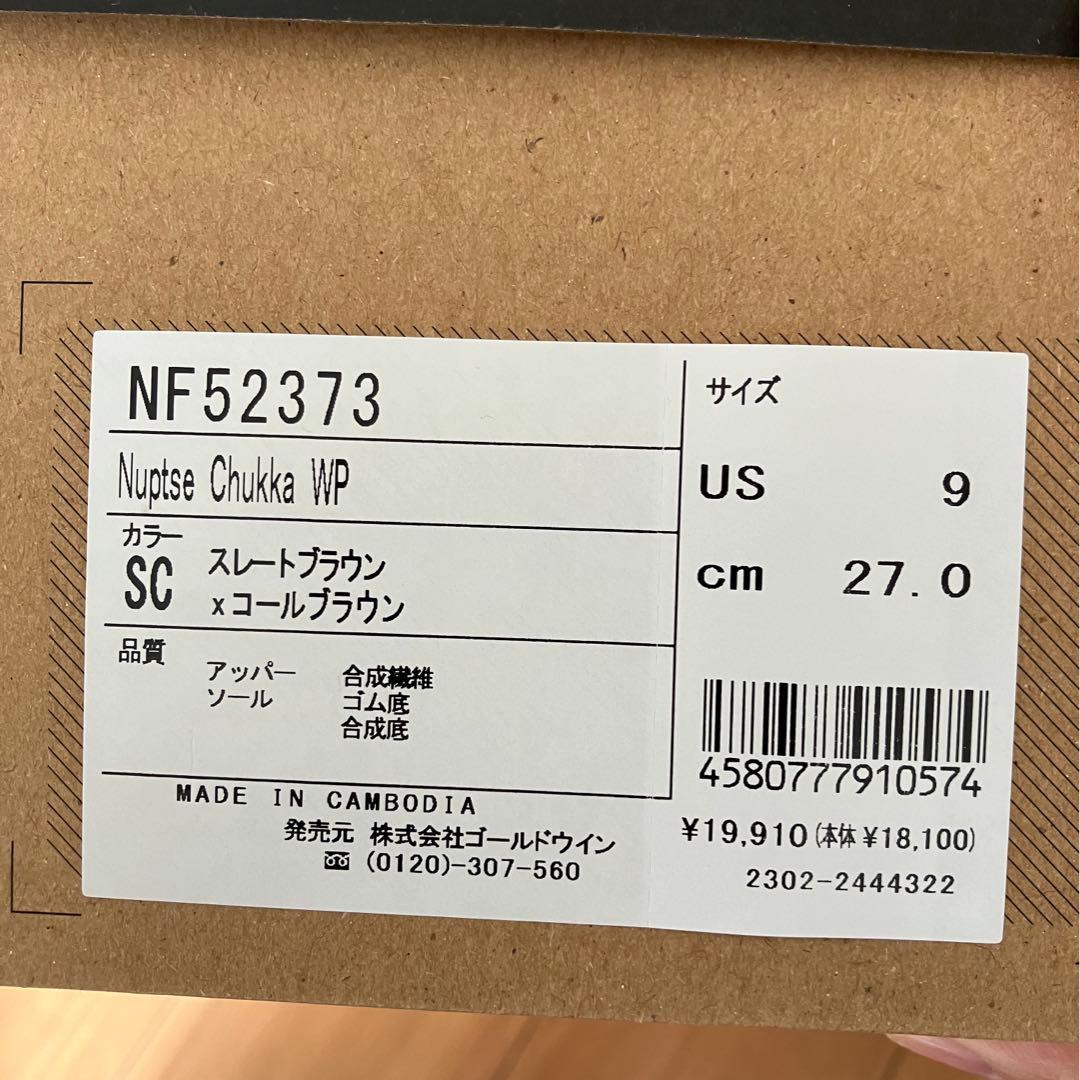 NF52373
Nuptse Chukka WP
カラー
SC スレートブラウン
xコールブラウン
品質
アッパー 合成繊維
ソール ゴム底
合成底
MADE IN CAMBODIA
発売元 株式会社ゴールドウイン
(0120)-307-560
サイズ
US 9
cm 27.0
4580777910574
¥19,910(本体 ¥18,100)
2302-2444322